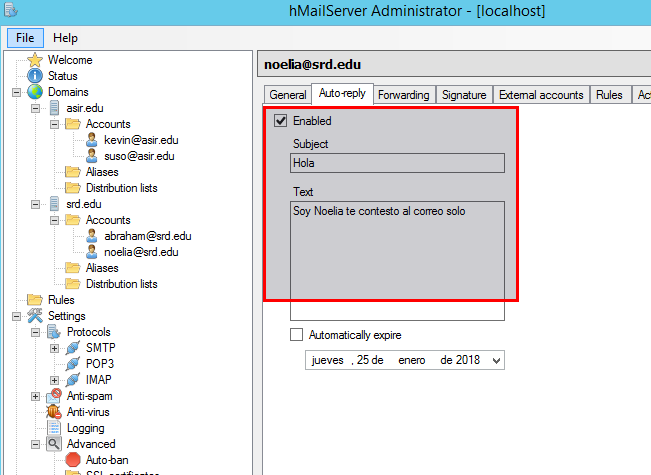 hMailServer Administrator - [localhost]
File Help
Welcome
Status
Domains
asir.edu
Accounts
kevin@asir.edu
suso@asir.edu
Aliases
Distribution lists
srd.edu
Accounts
abraham@srd.edu
noelia@srd.edu
Aliases
Distribution lists
Rules
Settings
Protocols
SMTP
POP3
IMAP
Anti-spam
Anti-virus
Logging
Advanced
Auto-ban
SSL certificates
noelia@srd.edu
General Auto-reply Forwarding Signature External accounts Rules Ac
Enabled
Subject
Hola
Text
Soy Noelia te contesto al correo solo
Automatically expire
jueves , 25 de enero de 2018